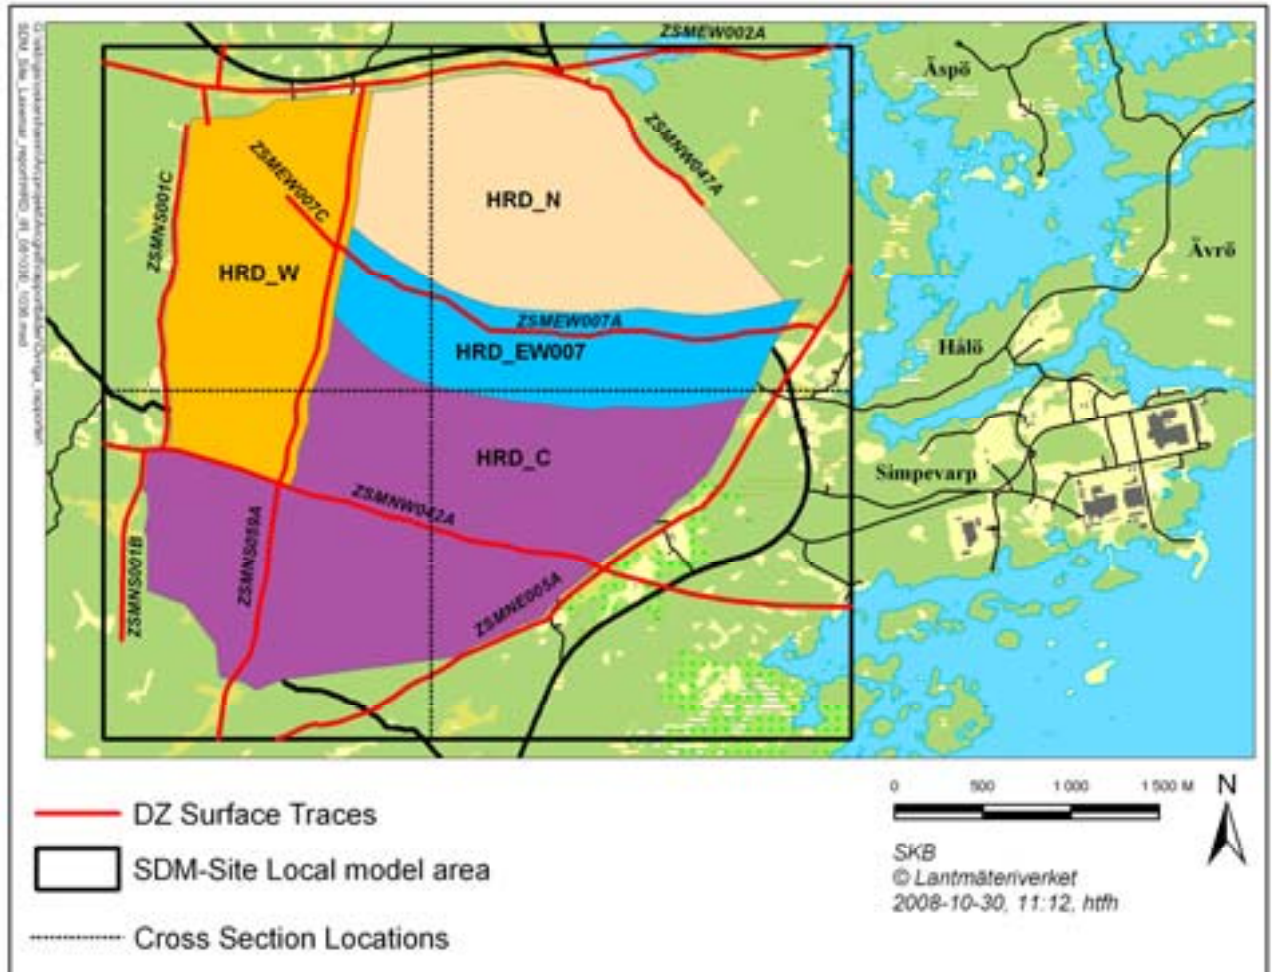 ZSMEW002A
Äspö
ZSMNW047A
ZSMEW007C
HRD_N
ZSMNS001C
Ävrö
HRD_W
ZSMEW007A
HRD_EW007
Hålö
HRD_C
Simpevarp
ZSMNW042A
ZSMNS001B
ZSMNS059A
ZSMNE005A
DZ Surface Traces
SDM-Site Local model area
Cross Section Locations
0 500 1 000 1 500 M
N
SKB
© Lantmäteriverket
2008-10-30, 11:12, htfh